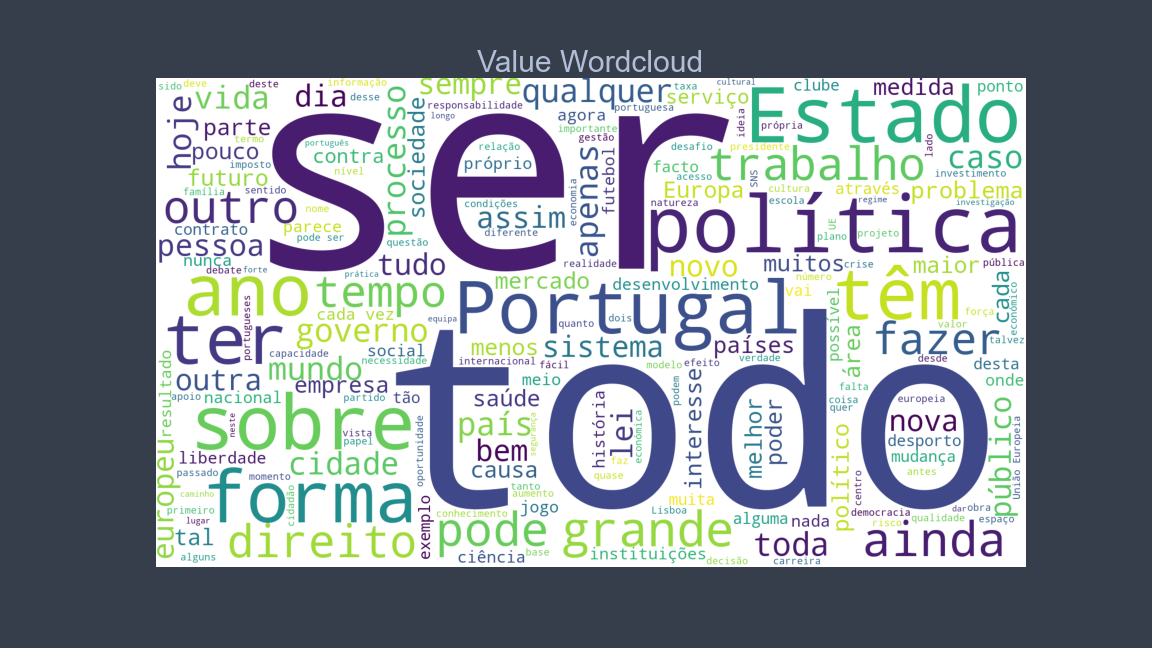 Value Wordcloud
sido
deve
deste
informação
desse
sempre
qualquer
taxa
cultural
clube
medida
ponto
vida
dia
processo
sociedade
responsabilidade
longo
serviço
portuguesa
Estado
hoje
parte
termo
português
ser
agora
importante
gestão
ideia
própria
pouco
imposto
contra
nível
relação
próprio
desafio
presidente
lado
caso
trabalho
futuro
família
sentido
facto
acesso
SNS
investimento
outro
nome
condições
economia
apenas
futebol
Europa
cultura
através
problema
natureza
escola
regime
investigação
contrato
parece
pode ser
assim
diferente
política
UE
plano
projeto
pessoa
questão
nunca
debate
forte
tudo
prática
realidade
novo
muitos
crise
maior
pública
ano
tempo
mercado
desenvolvimento
número
vai
têm
cada
económico
portugueses
cada vez
equipa
Portugal
quanto
dois
possível
força
valor
talvez
ter
governo
capacidade
social
necessidade
menos
sistema
internacional
fácil
países
verdade
área
fazer
desde
desta
resultado
mundo
modelo
efeito
outra
empresa
meio
podem
falta
onde
apoio
nacional
partido
tão
saúde
interesse
coisa
quer
europeia
todo
sobre
neste
vista
papel
oportunidade
país
segurança
história
lei
económica
melhor
poder
nova
desporto
mudança
público
União Europeia
liberdade
cidade
bem
causa
faz
quase
político
antes
passado
momento
europeu
caminho
forma
cidadão
exemplo
tanto
aumento
muita
centro
primeiro
lugar
jogo
Lisboa
democracia
dar
obra
conhecimento
alguma
nada
risco
qualidade
espaço
tal
direito
pode
grande
toda
ainda
alguns
ciência
base
instituições
decisão
carreira